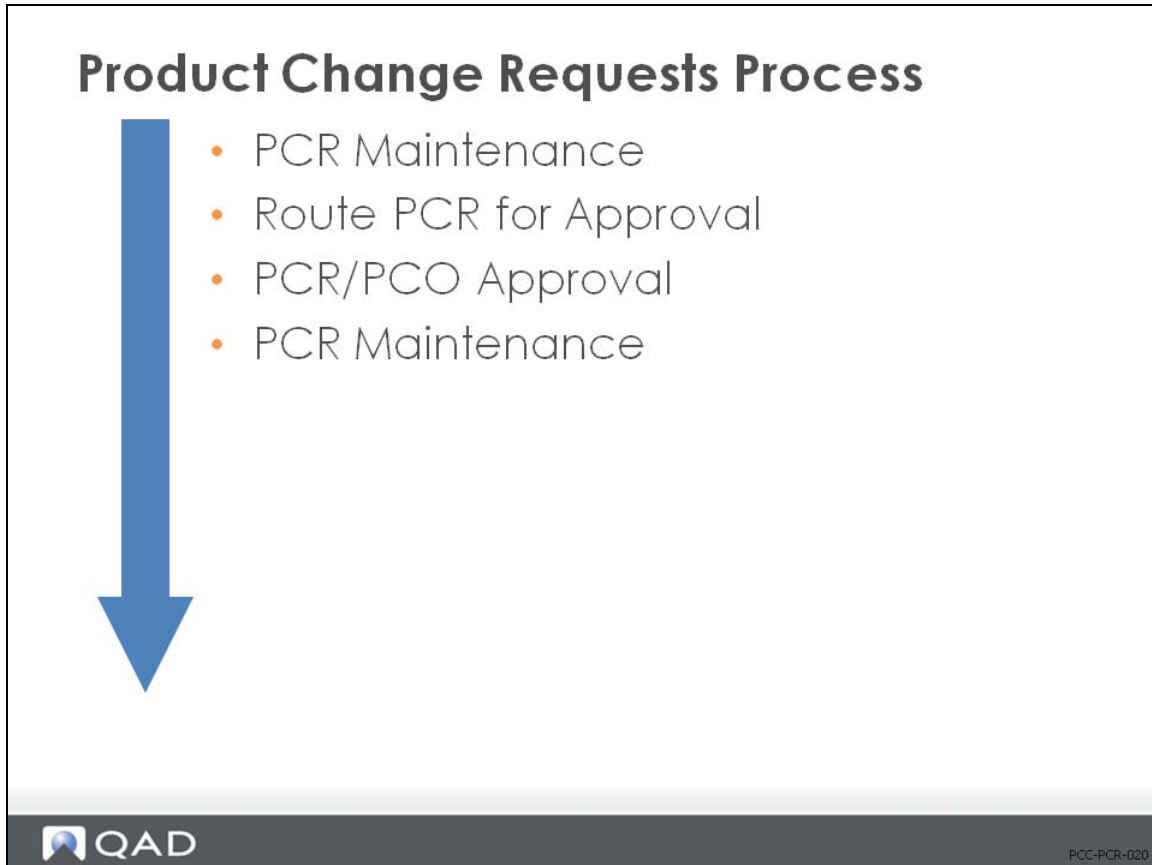 Product Change Requests Process
• PCR Maintenance
• Route PCR for Approval
• PCR/PCO Approval
• PCR Maintenance
QAD
PCC-PCR-020